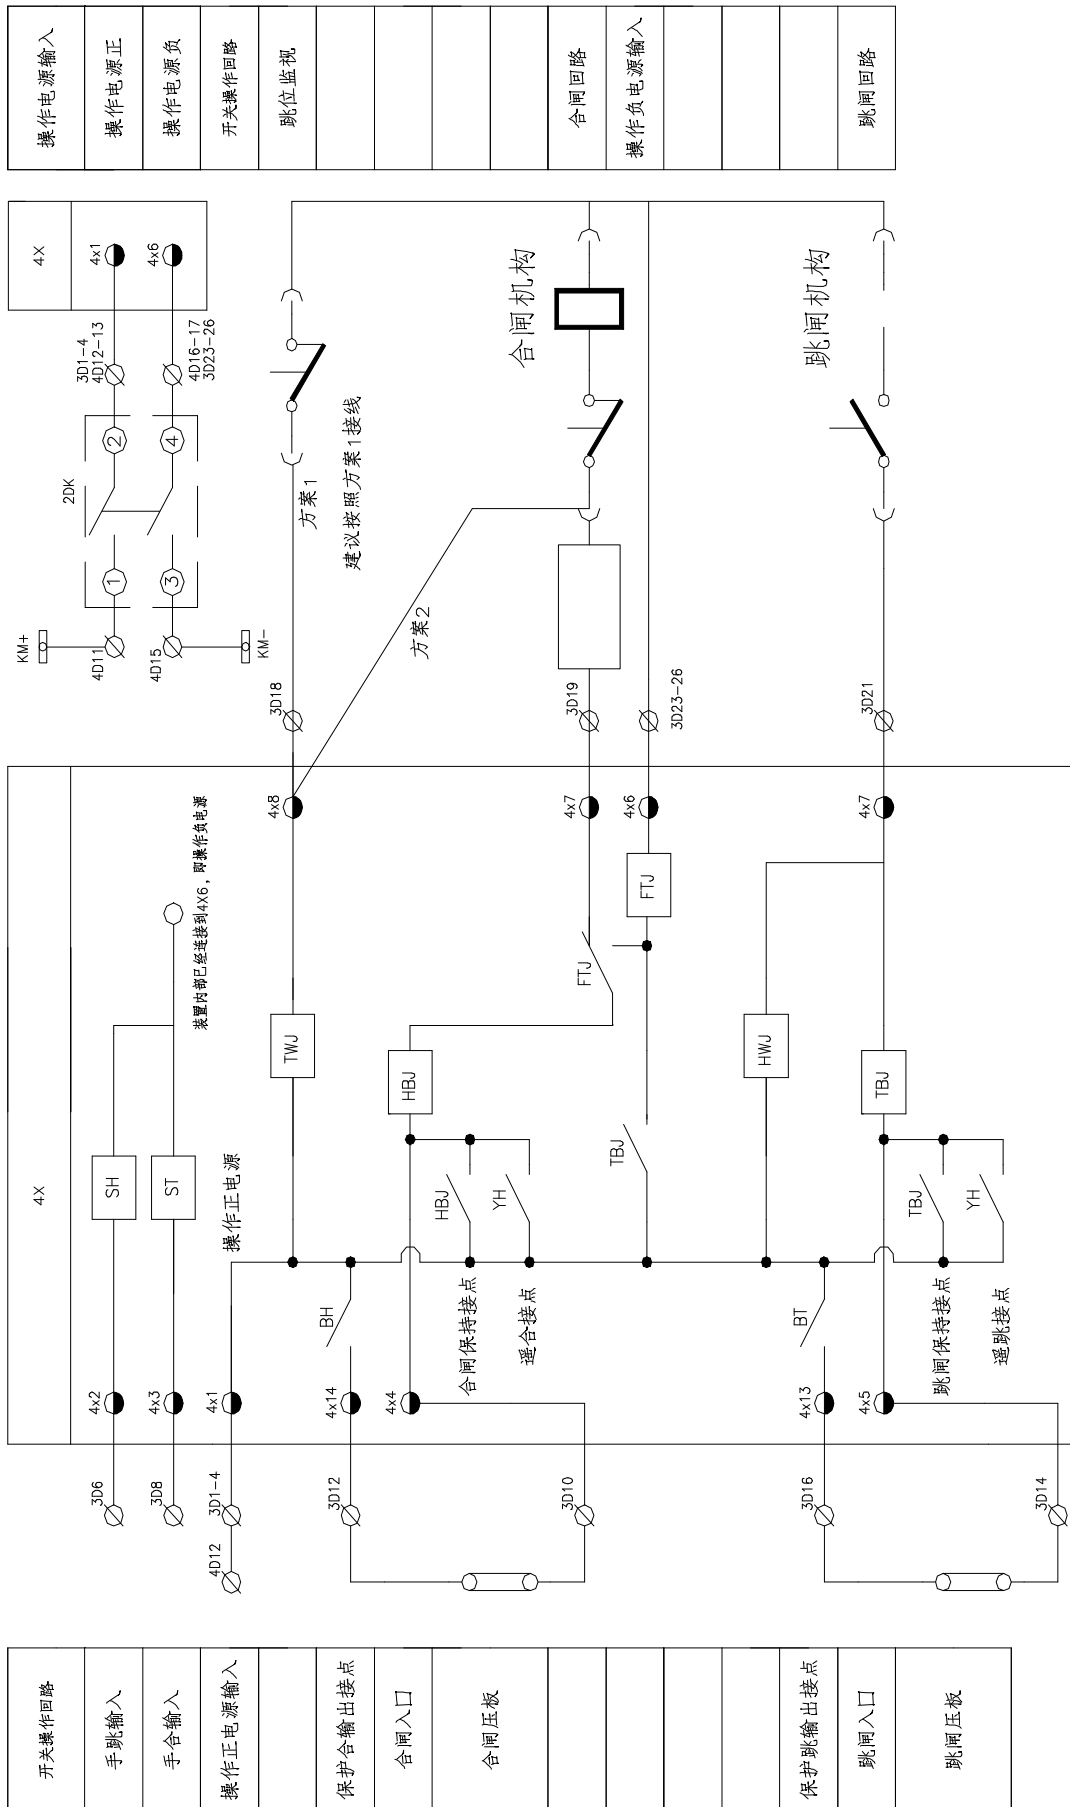 操作电源输入
操作电源正
操作电源负
开关操作回路
跳位监视
合闸回路
操作负电源输入
跳闸回路
4X
4x1
4x6
3D1-4
4D12-13
4D16-17
3D23-26
2DK
2
4
1
3
KM+
4D11
4D15
KM-
方案1
建议按照方案1接线
方案2
合闸机构
跳闸机构
3D18
3D19
3D23-26
3D21
4X
4x8
4x7
4x6
4x7
装置内部已经连接到4X6，即操作负电源
FTJ
FTJ
TWJ
HBJ
HWJ
TBJ
SH
ST
操作正电源
HBJ
YH
TBJ
TBJ
YH
BH
合闸保持接点
遥合接点
BT
跳闸保持接点
遥跳接点
4x2
4x3
4x1
4x14
4x4
4x13
4x5
3D6
3D8
3D1-4
4D12
3D12
3D10
3D16
3D14
开关操作回路
手跳输入
手合输入
操作正电源输入
保护合输出接点
合闸入口
合闸压板
保护跳输出接点
跳闸入口
跳闸压板